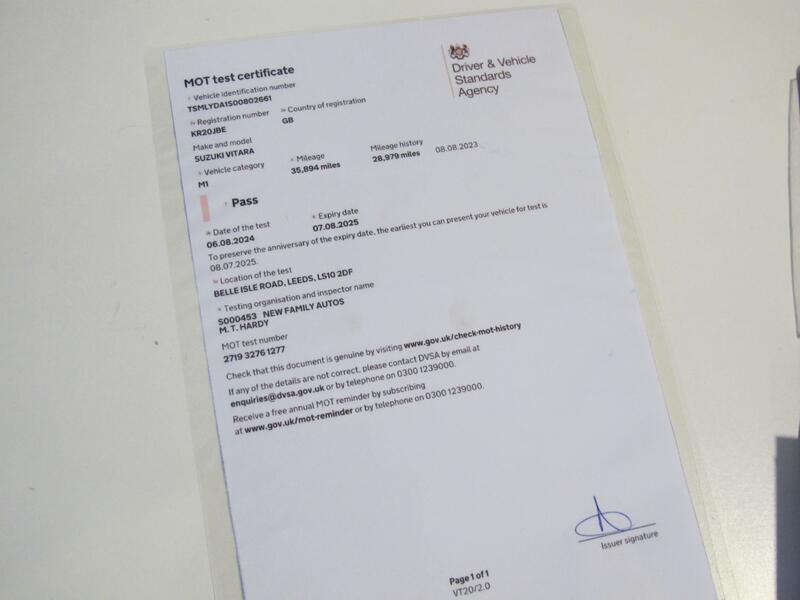 MOT test certificate
Driver & Vehicle
Standards
Agency
Vehicle identification number
TSMLYDA1S00802661
Registration number
Country of registration
KR20JBE
GB
Make and model
SUZUKI VITARA
Vehicle category
Mileage
Mileage history
M1
35,894 miles
28,979 miles
08.08.2023
Pass
Date of the test
Expiry date
06.08.2024
07.08.2025
To preserve the anniversary of the expiry date, the earliest you can present your vehicle for test is
08.07.2025.
Location of the test
BELLE ISLE ROAD, LEEDS, LS10 2DF
Testing organisation and inspector name
S000453 NEW FAMILY AUTOS
M. T. HARDY
MOT test number
2719 3276 1277
Check that this document is genuine by visiting www.gov.uk/check-mot-history
If any of the details are not correct, please contact DVSA by email at
enquiries@dvsa.gov.uk or by telephone on 0300 1239000.
Receive a free annual MOT reminder by subscribing
at www.gov.uk/mot-reminder or by telephone on 0300 1239000.
Issuer signature
Page 1 of 1
VT20/2.0